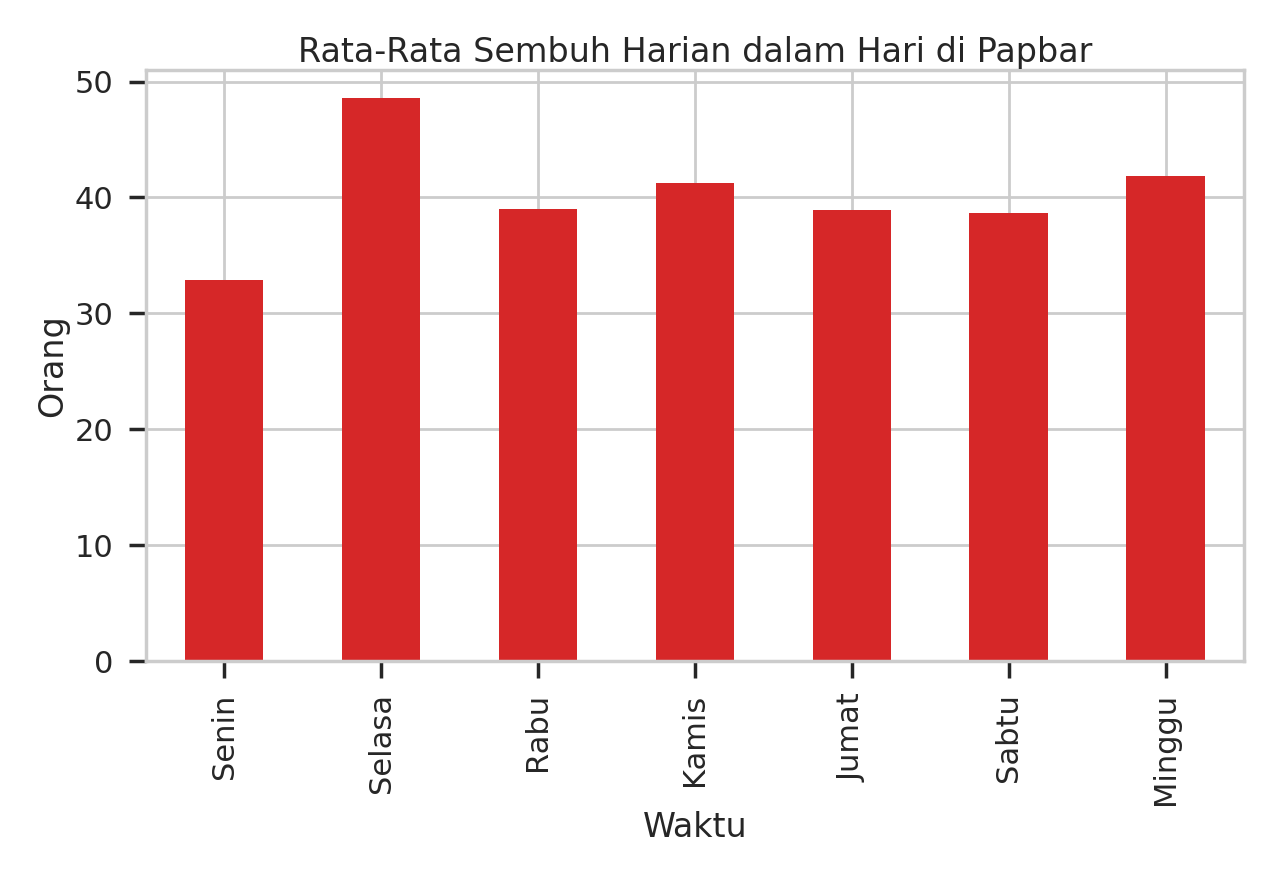 Rata-Rata Sembuh Harian dalam Hari di Papbar
50
40
30
20
10
0
Orang
Senin
Selasa
Rabu
Kamis
Jumat
Sabtu
Minggu
Waktu